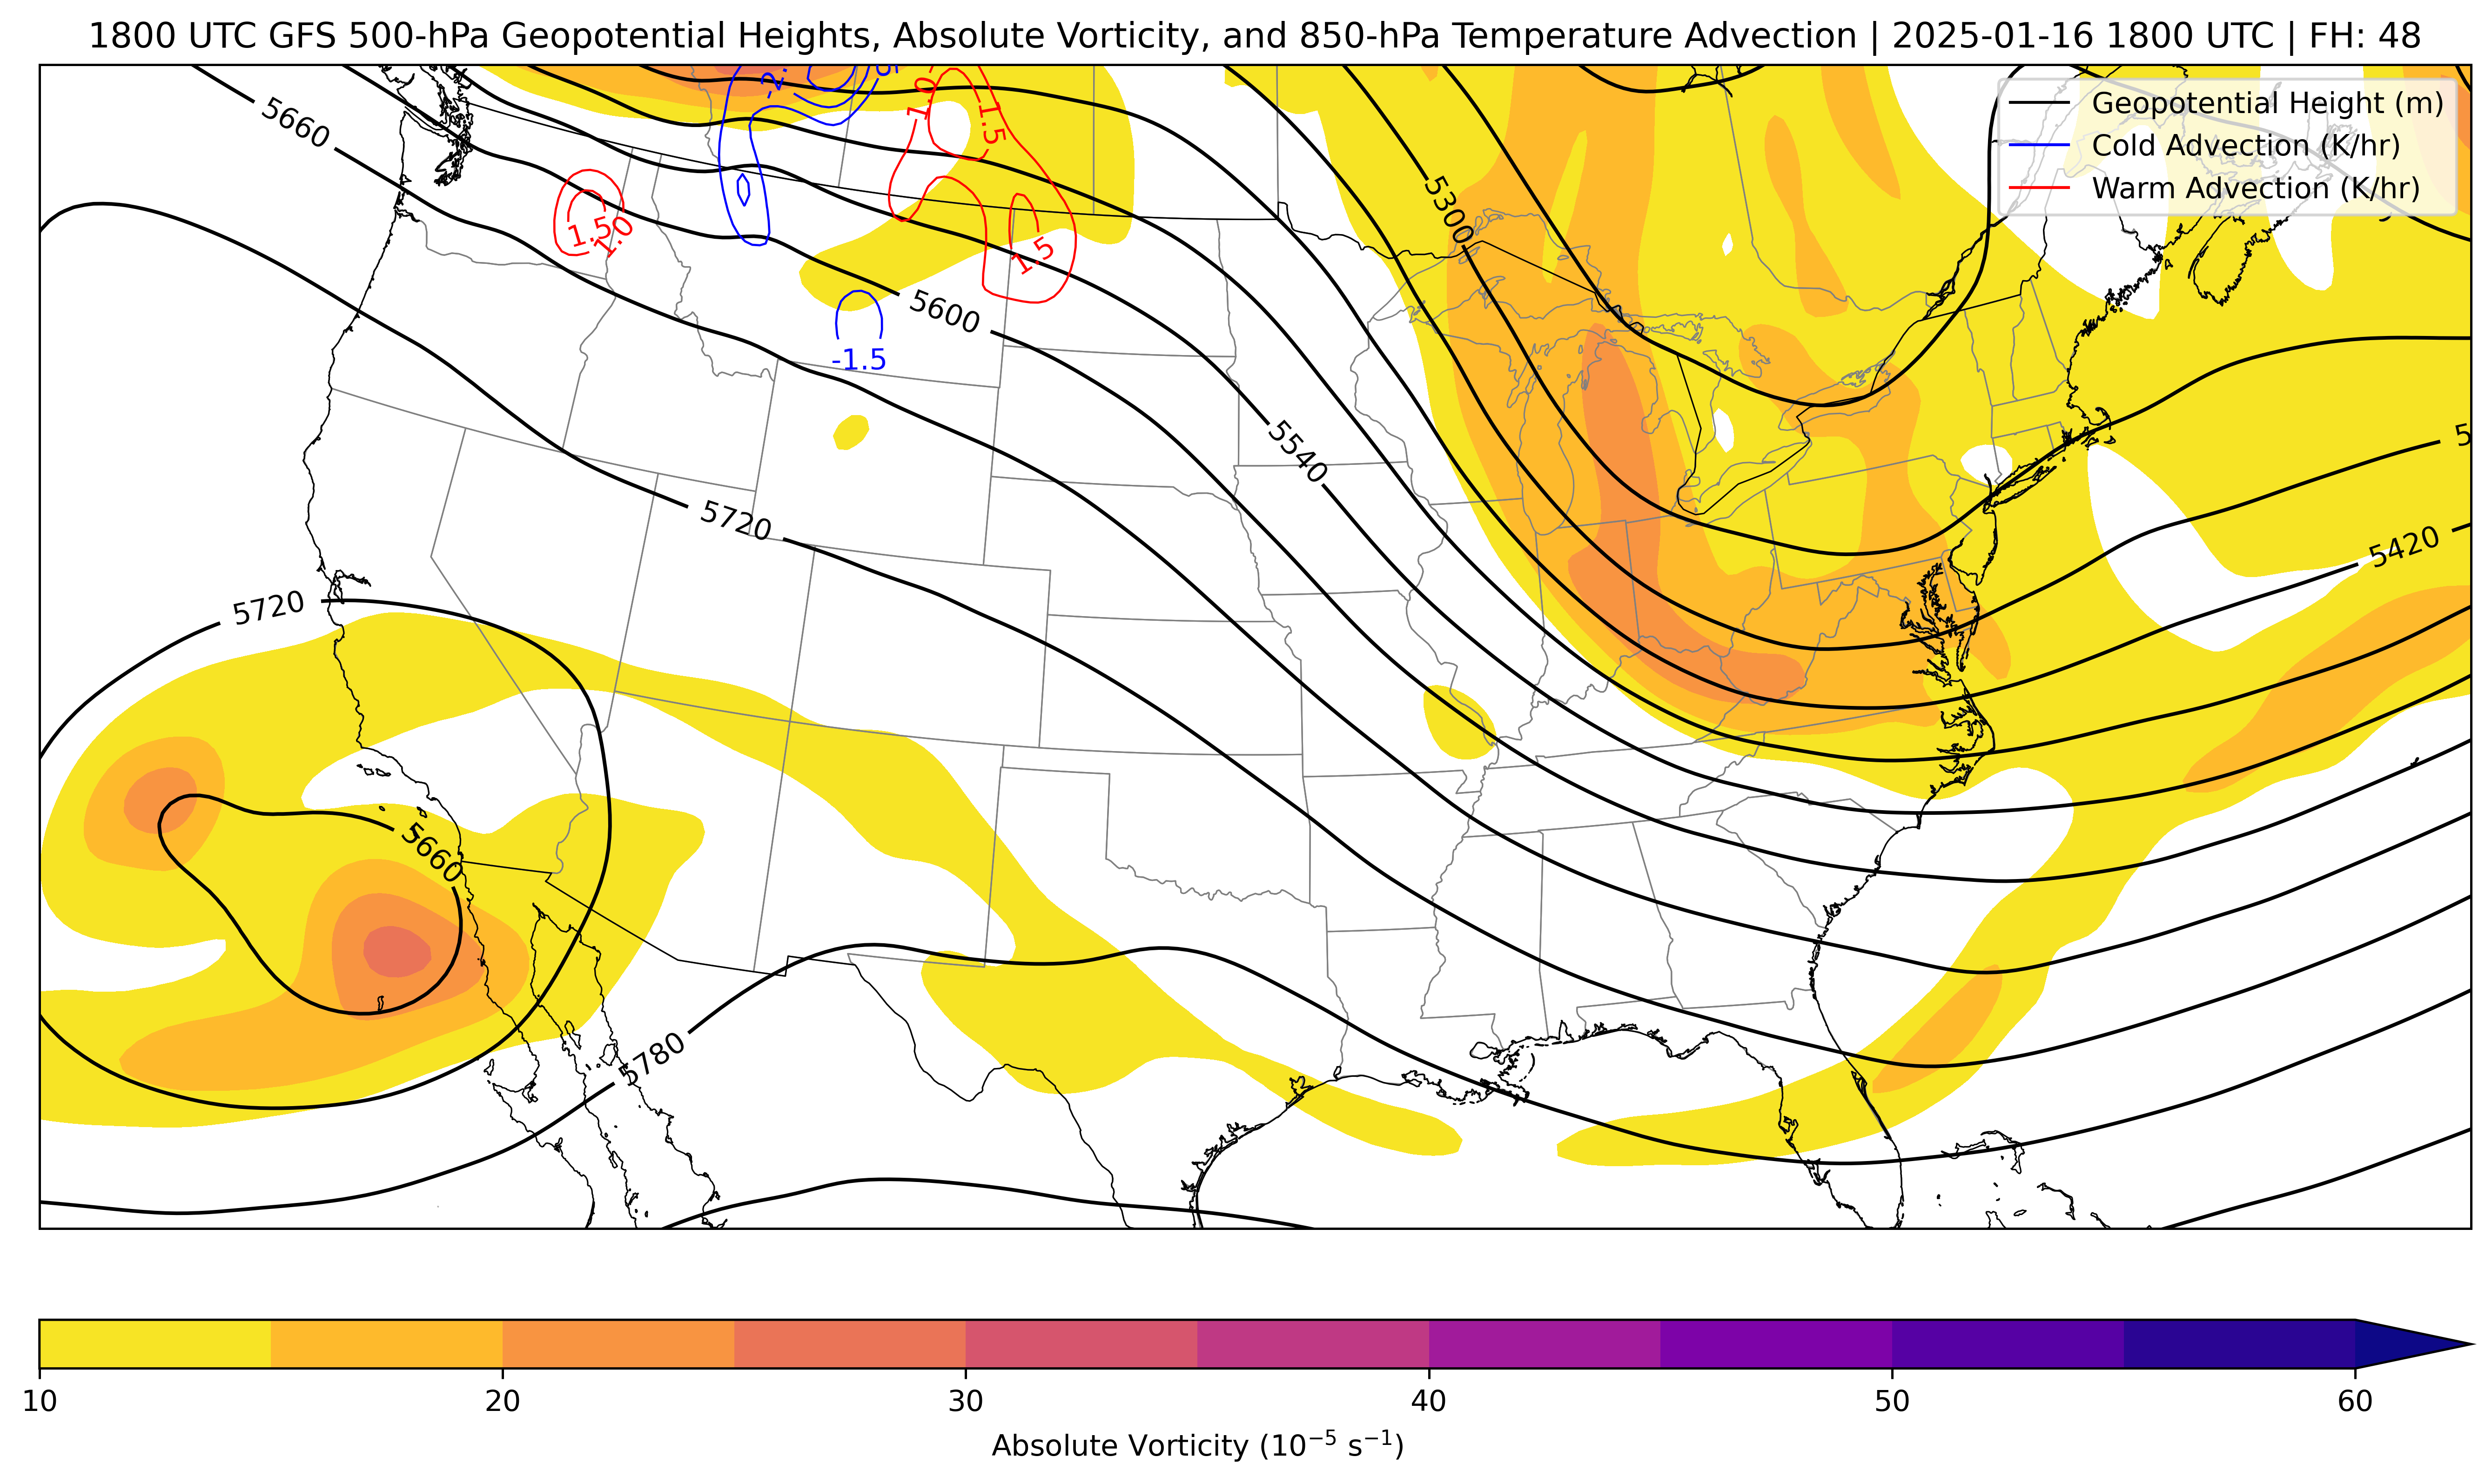 1800 UTC GFS 500-hPa Geopotential Heights, Absolute Vorticity, and 850-hPa Temperature Advection | 2025-01-16 1800 UTC | FH: 48
Geopotential Height (m)
Cold Advection (K/hr)
Warm Advection (K/hr)
5660
1.0
1.5
5300
1.5
1.0
1.5
5600
-1.5
5540
5720
5420
5720
5660
5780
10 20 30 40 50 60
Absolute Vorticity (10⁻⁵ s⁻¹)